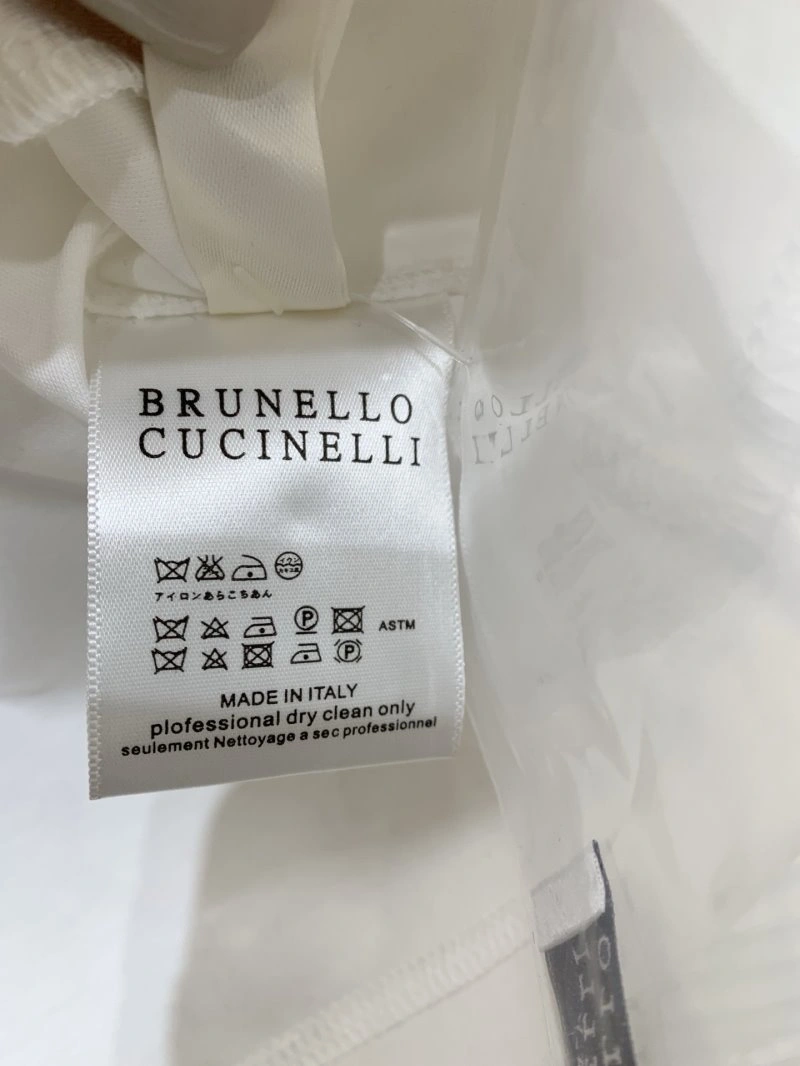 BRUNELLO
CUCINELLI
アイロンあらこちあん
P
ASTM
P
MADE IN ITALY
plofessional dry clean only
seulement Nettoyage a sec professionnel